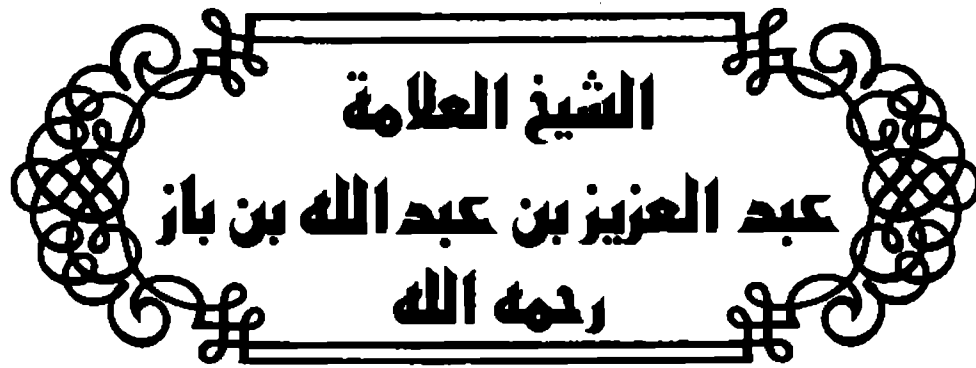 الشيخ العلامة
عبد العزيز بن عبد الله بن باز
رحمه الله